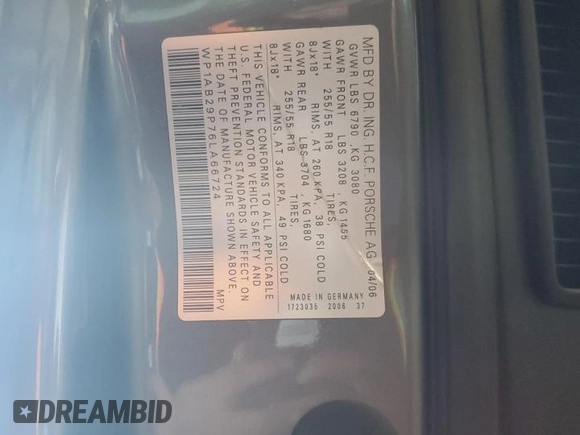 MFD BY DR. ING. H.C.F. PORSCHE AG 04/06
GVWR LBS 6790 ,KG 3080
GAWR FRONT LBS 3208 , KG 1455
WITH 255/55 R18 TIRES,
8Jx18" RIMS, AT 260 KPA, 38 PSI COLD
GAWR REAR LBS 3704 , KG 1680
WITH 255/55 R18 TIRES,
8Jx18" RIMS, AT 340 KPA, 49 PSI COLD
THIS VEHICLE CONFORMS TO ALL APPLICABLE
U.S. FEDERAL MOTOR VEHICLE SAFETY AND
THEFT PREVENTION STANDARDS IN EFFECT ON
THE DATE OF MANUFACTURE SHOWN ABOVE.
WP1AB29P76LA66724 MPV
MADE IN GERMANY
1723036 2006 37
DREAMBID